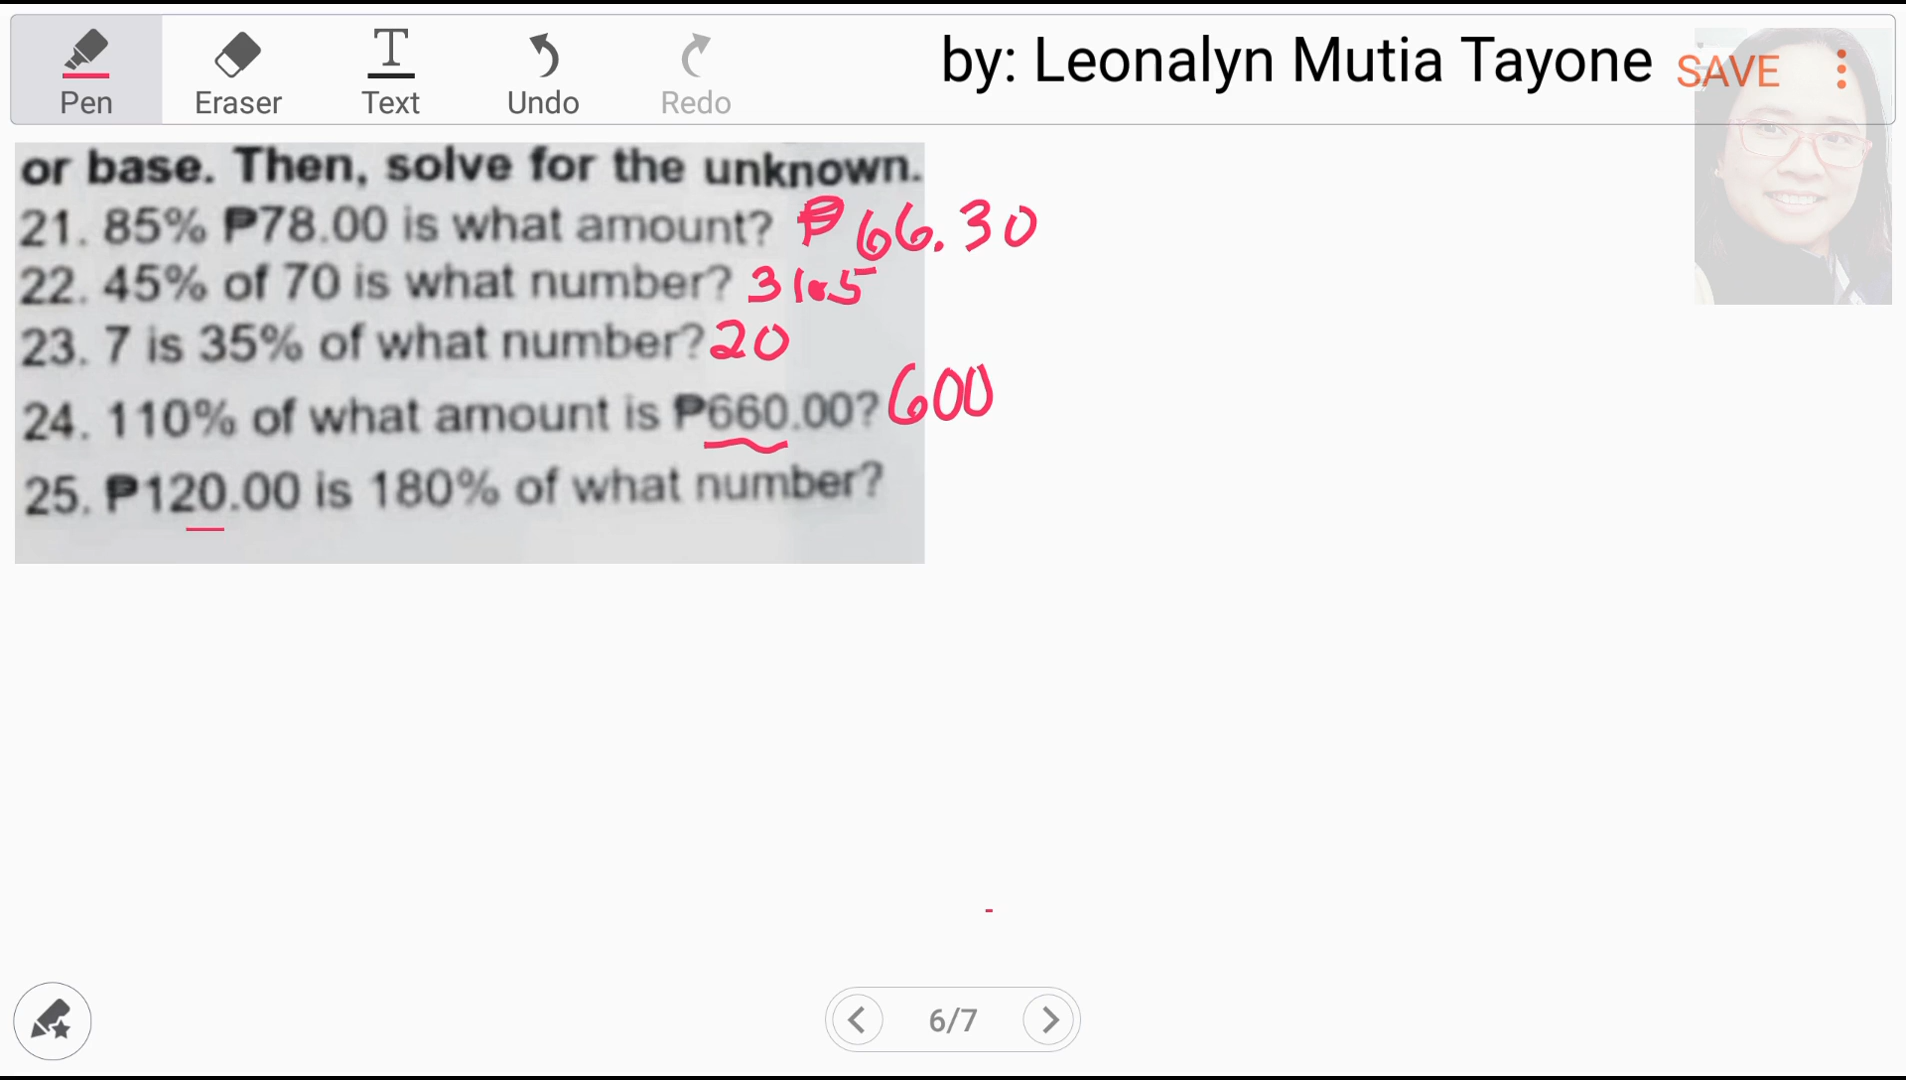 Pen Eraser Text Undo Redo by: Leonalyn Mutia Tayone SAVE
or base. Then, solve for the unknown.
21. 85% ₱78.00 is what amount? ₱66.30
22. 45% of 70 is what number? 31.5
23. 7 is 35% of what number? 20
24. 110% of what amount is ₱660.00? 600
25. ₱120.00 is 180% of what number?
6/7